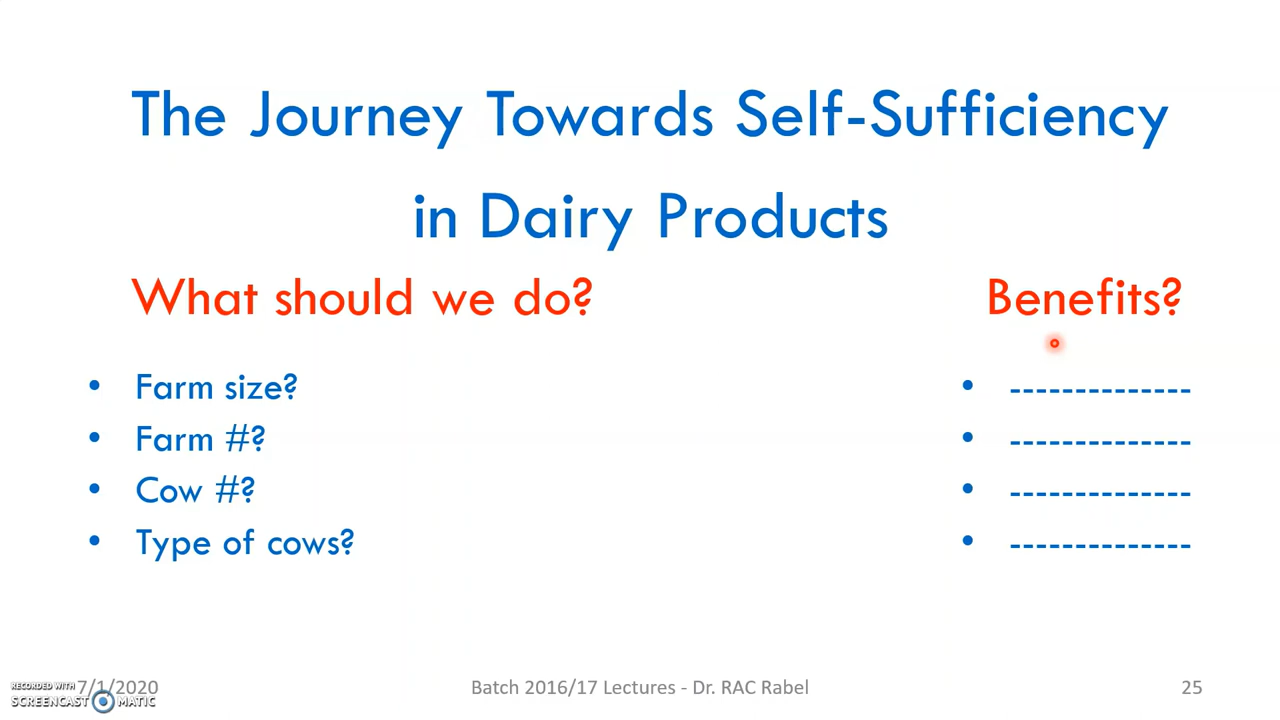 The Journey Towards Self-Sufficiency
in Dairy Products
What should we do?
Benefits?
• Farm size?
• Farm #?
• Cow #?
• Type of cows?
• --------------
• --------------
• --------------
• --------------
RECORDED WITH
SCREENCAST MATIC
7/1/2020
Batch 2016/17 Lectures - Dr. RAC Rabel
25